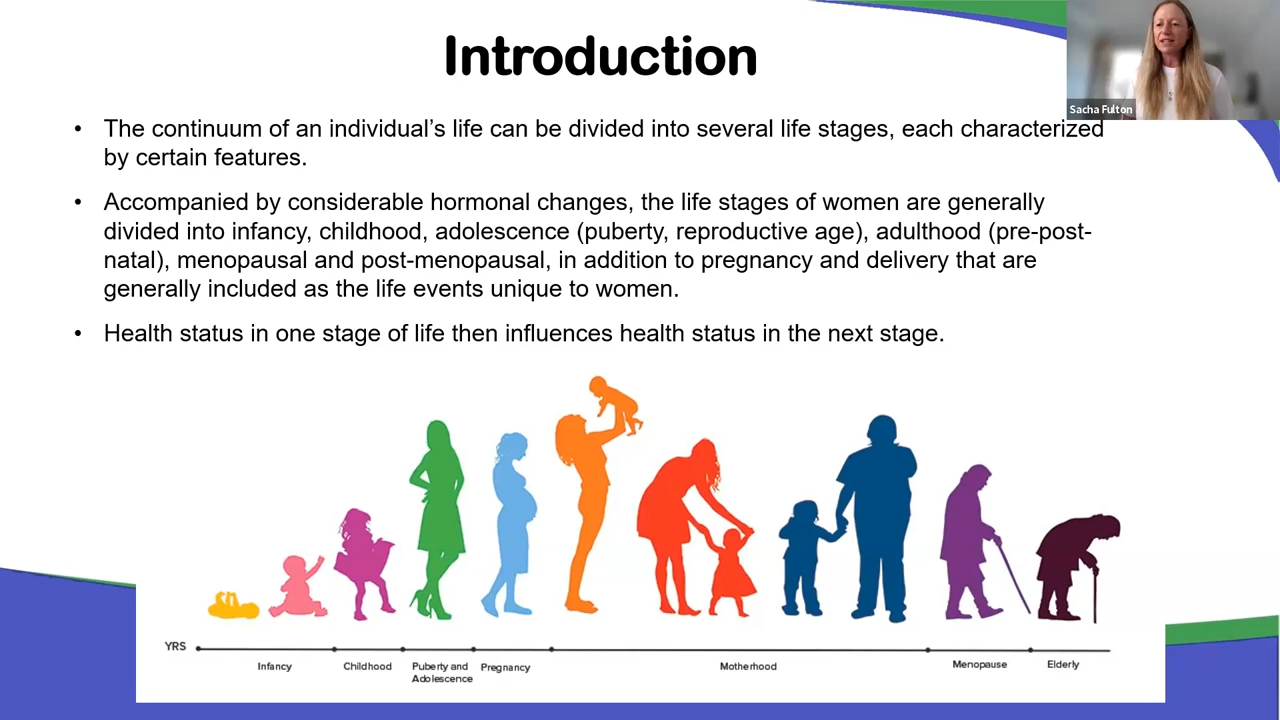 Introduction
Sacha Fulton
• The continuum of an individual’s life can be divided into several life stages, each characterized
by certain features.
• Accompanied by considerable hormonal changes, the life stages of women are generally
divided into infancy, childhood, adolescence (puberty, reproductive age), adulthood (pre-post-
natal), menopausal and post-menopausal, in addition to pregnancy and delivery that are
generally included as the life events unique to women.
• Health status in one stage of life then influences health status in the next stage.
YRS
Infancy
Childhood
Puberty and
Adolescence
Pregnancy
Motherhood
Menopause
Elderly